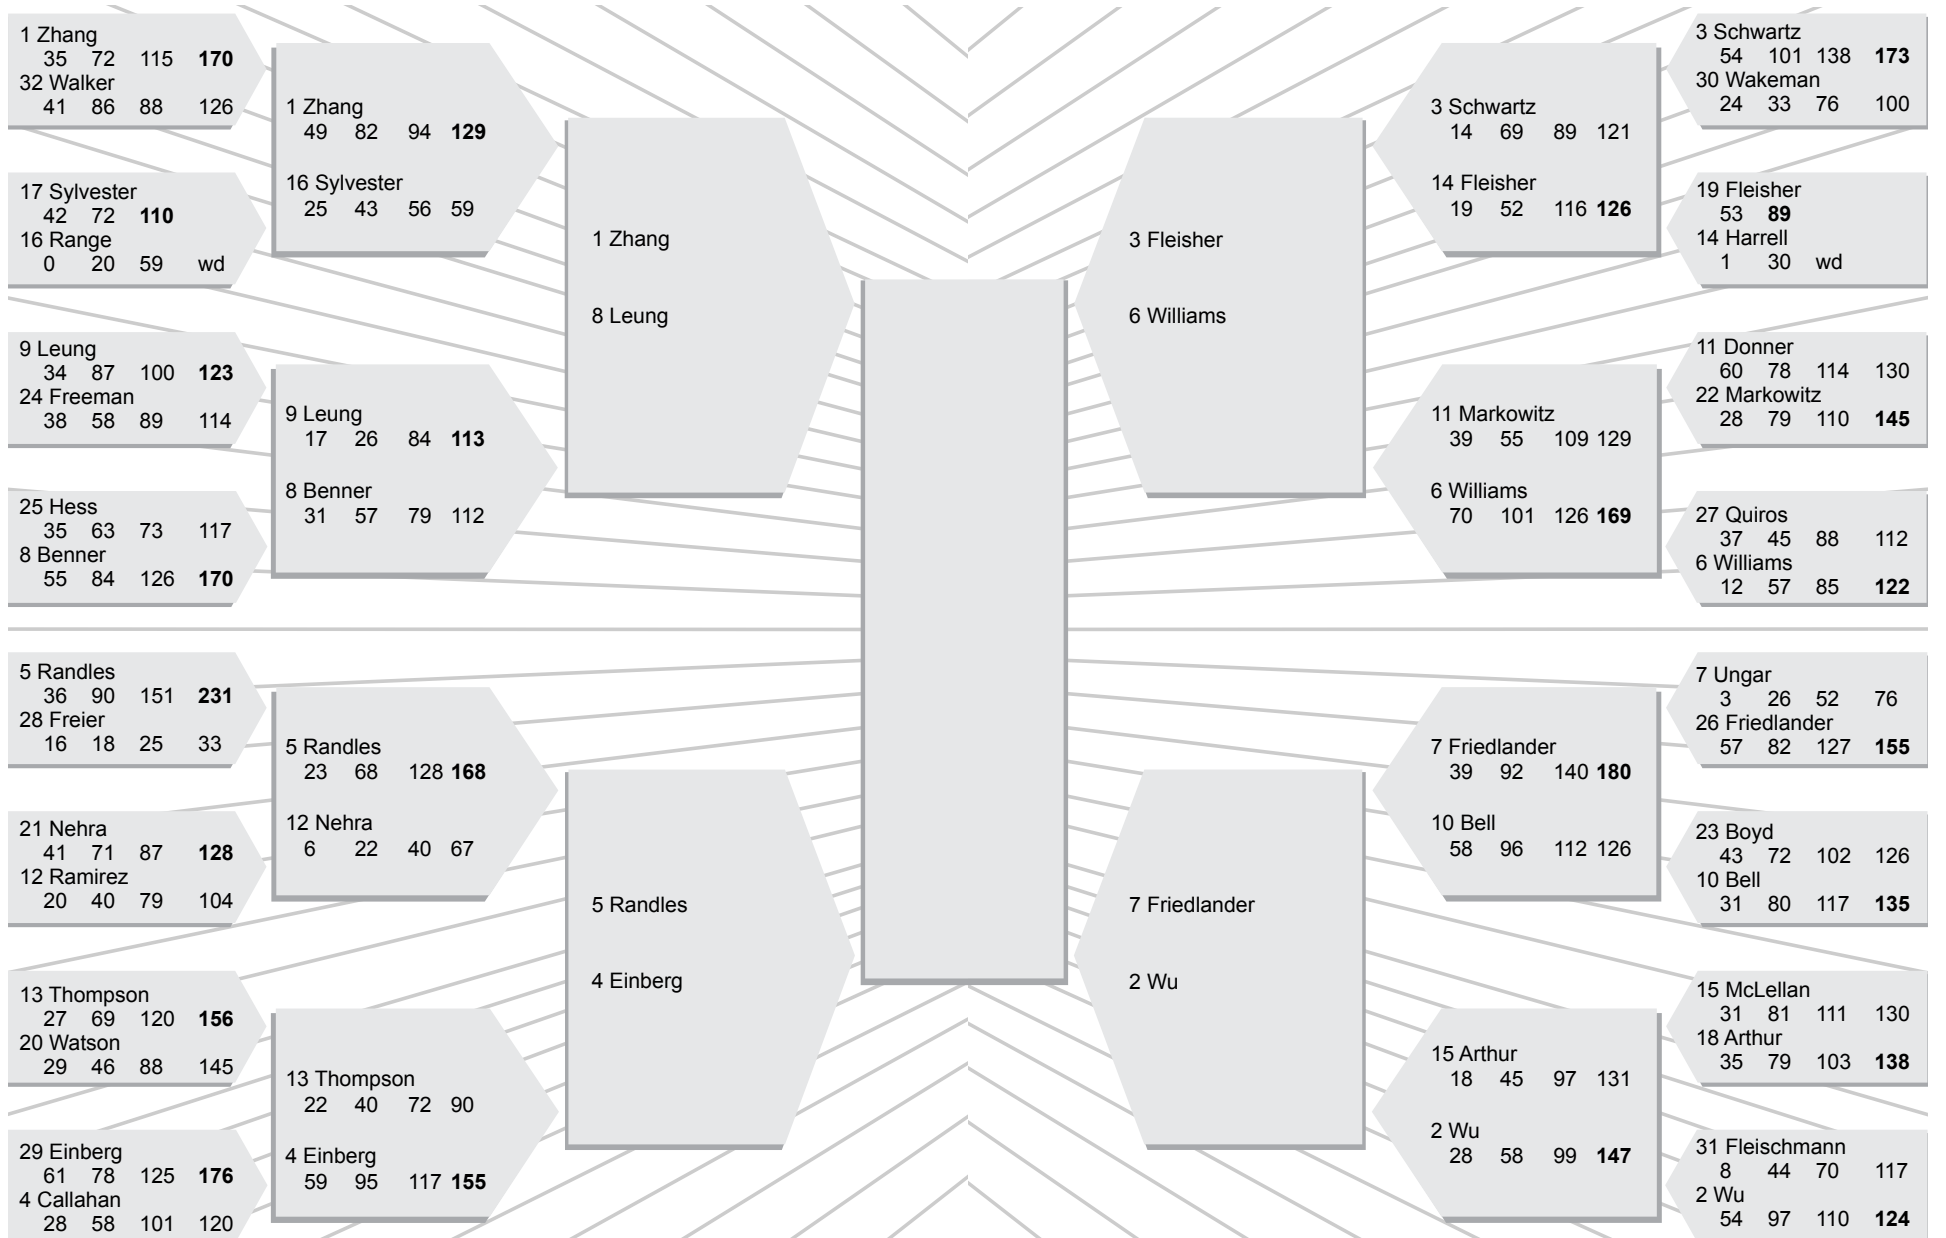 1 Zhang
35 72 115 170
32 Walker
41 86 88 126
17 Sylvester
42 72 110
16 Range
0 20 59 wd
9 Leung
34 87 100 123
24 Freeman
38 58 89 114
25 Hess
35 63 73 117
8 Benner
55 84 126 170
5 Randles
36 90 151 231
28 Freier
16 18 25 33
21 Nehra
41 71 87 128
12 Ramirez
20 40 79 104
13 Thompson
27 69 120 156
20 Watson
29 46 88 145
29 Einberg
61 78 125 176
4 Callahan
28 58 101 120
1 Zhang
49 82 94 129
16 Sylvester
25 43 56 59
9 Leung
17 26 84 113
8 Benner
31 57 79 112
5 Randles
23 68 128 168
12 Nehra
6 22 40 67
13 Thompson
22 40 72 90
4 Einberg
59 95 117 155
1 Zhang
8 Leung
5 Randles
4 Einberg
3 Fleisher
6 Williams
7 Friedlander
2 Wu
3 Schwartz
14 69 89 121
14 Fleisher
19 52 116 126
11 Markowitz
39 55 109 129
6 Williams
70 101 126 169
7 Friedlander
39 92 140 180
10 Bell
58 96 112 126
15 Arthur
18 45 97 131
2 Wu
28 58 99 147
3 Schwartz
54 101 138 173
30 Wakeman
24 33 76 100
19 Fleisher
53 89
14 Harrell
1 30 wd
11 Donner
60 78 114 130
22 Markowitz
28 79 110 145
27 Quiros
37 45 88 112
6 Williams
12 57 85 122
7 Ungar
3 26 52 76
26 Friedlander
57 82 127 155
23 Boyd
43 72 102 126
10 Bell
31 80 117 135
15 McLellan
31 81 111 130
18 Arthur
35 79 103 138
31 Fleischmann
8 44 70 117
2 Wu
54 97 110 124